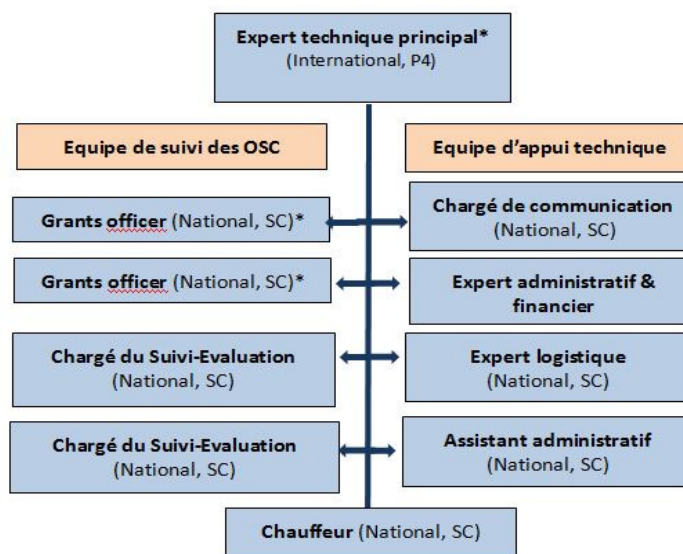 Expert technique principal*
(International, P4)
Equipe de suivi des OSC
Equipe d'appui technique
Grants officer (National, SC)*
Chargé de communication
(National, SC)
Grants officer (National, SC)*
Expert administratif &
financier
Chargé du Suivi-Evaluation
(National, SC)
Expert logistique
(National, SC)
Chargé du Suivi-Evaluation
(National, SC)
Assistant administratif
(National, SC)
Chauffeur (National, SC)